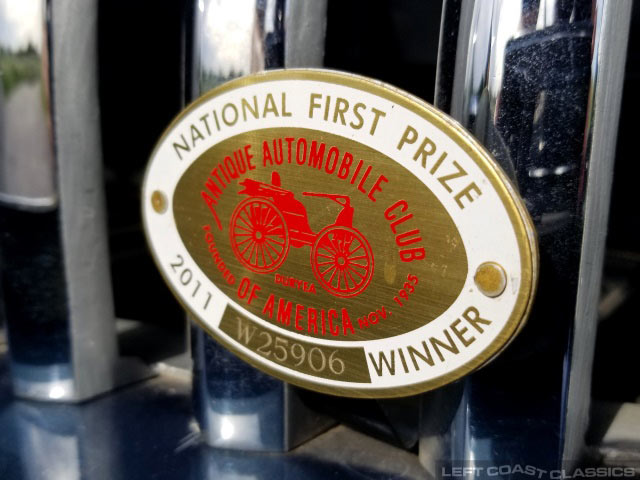 NATIONAL FIRST PRIZE
ANTIQUE AUTOMOBILE CLUB
DURYEA
FOUNDED
OF AMERICA
NOV. 1935
2011
W25906
WINNER
LEFT COAST CLASSICS